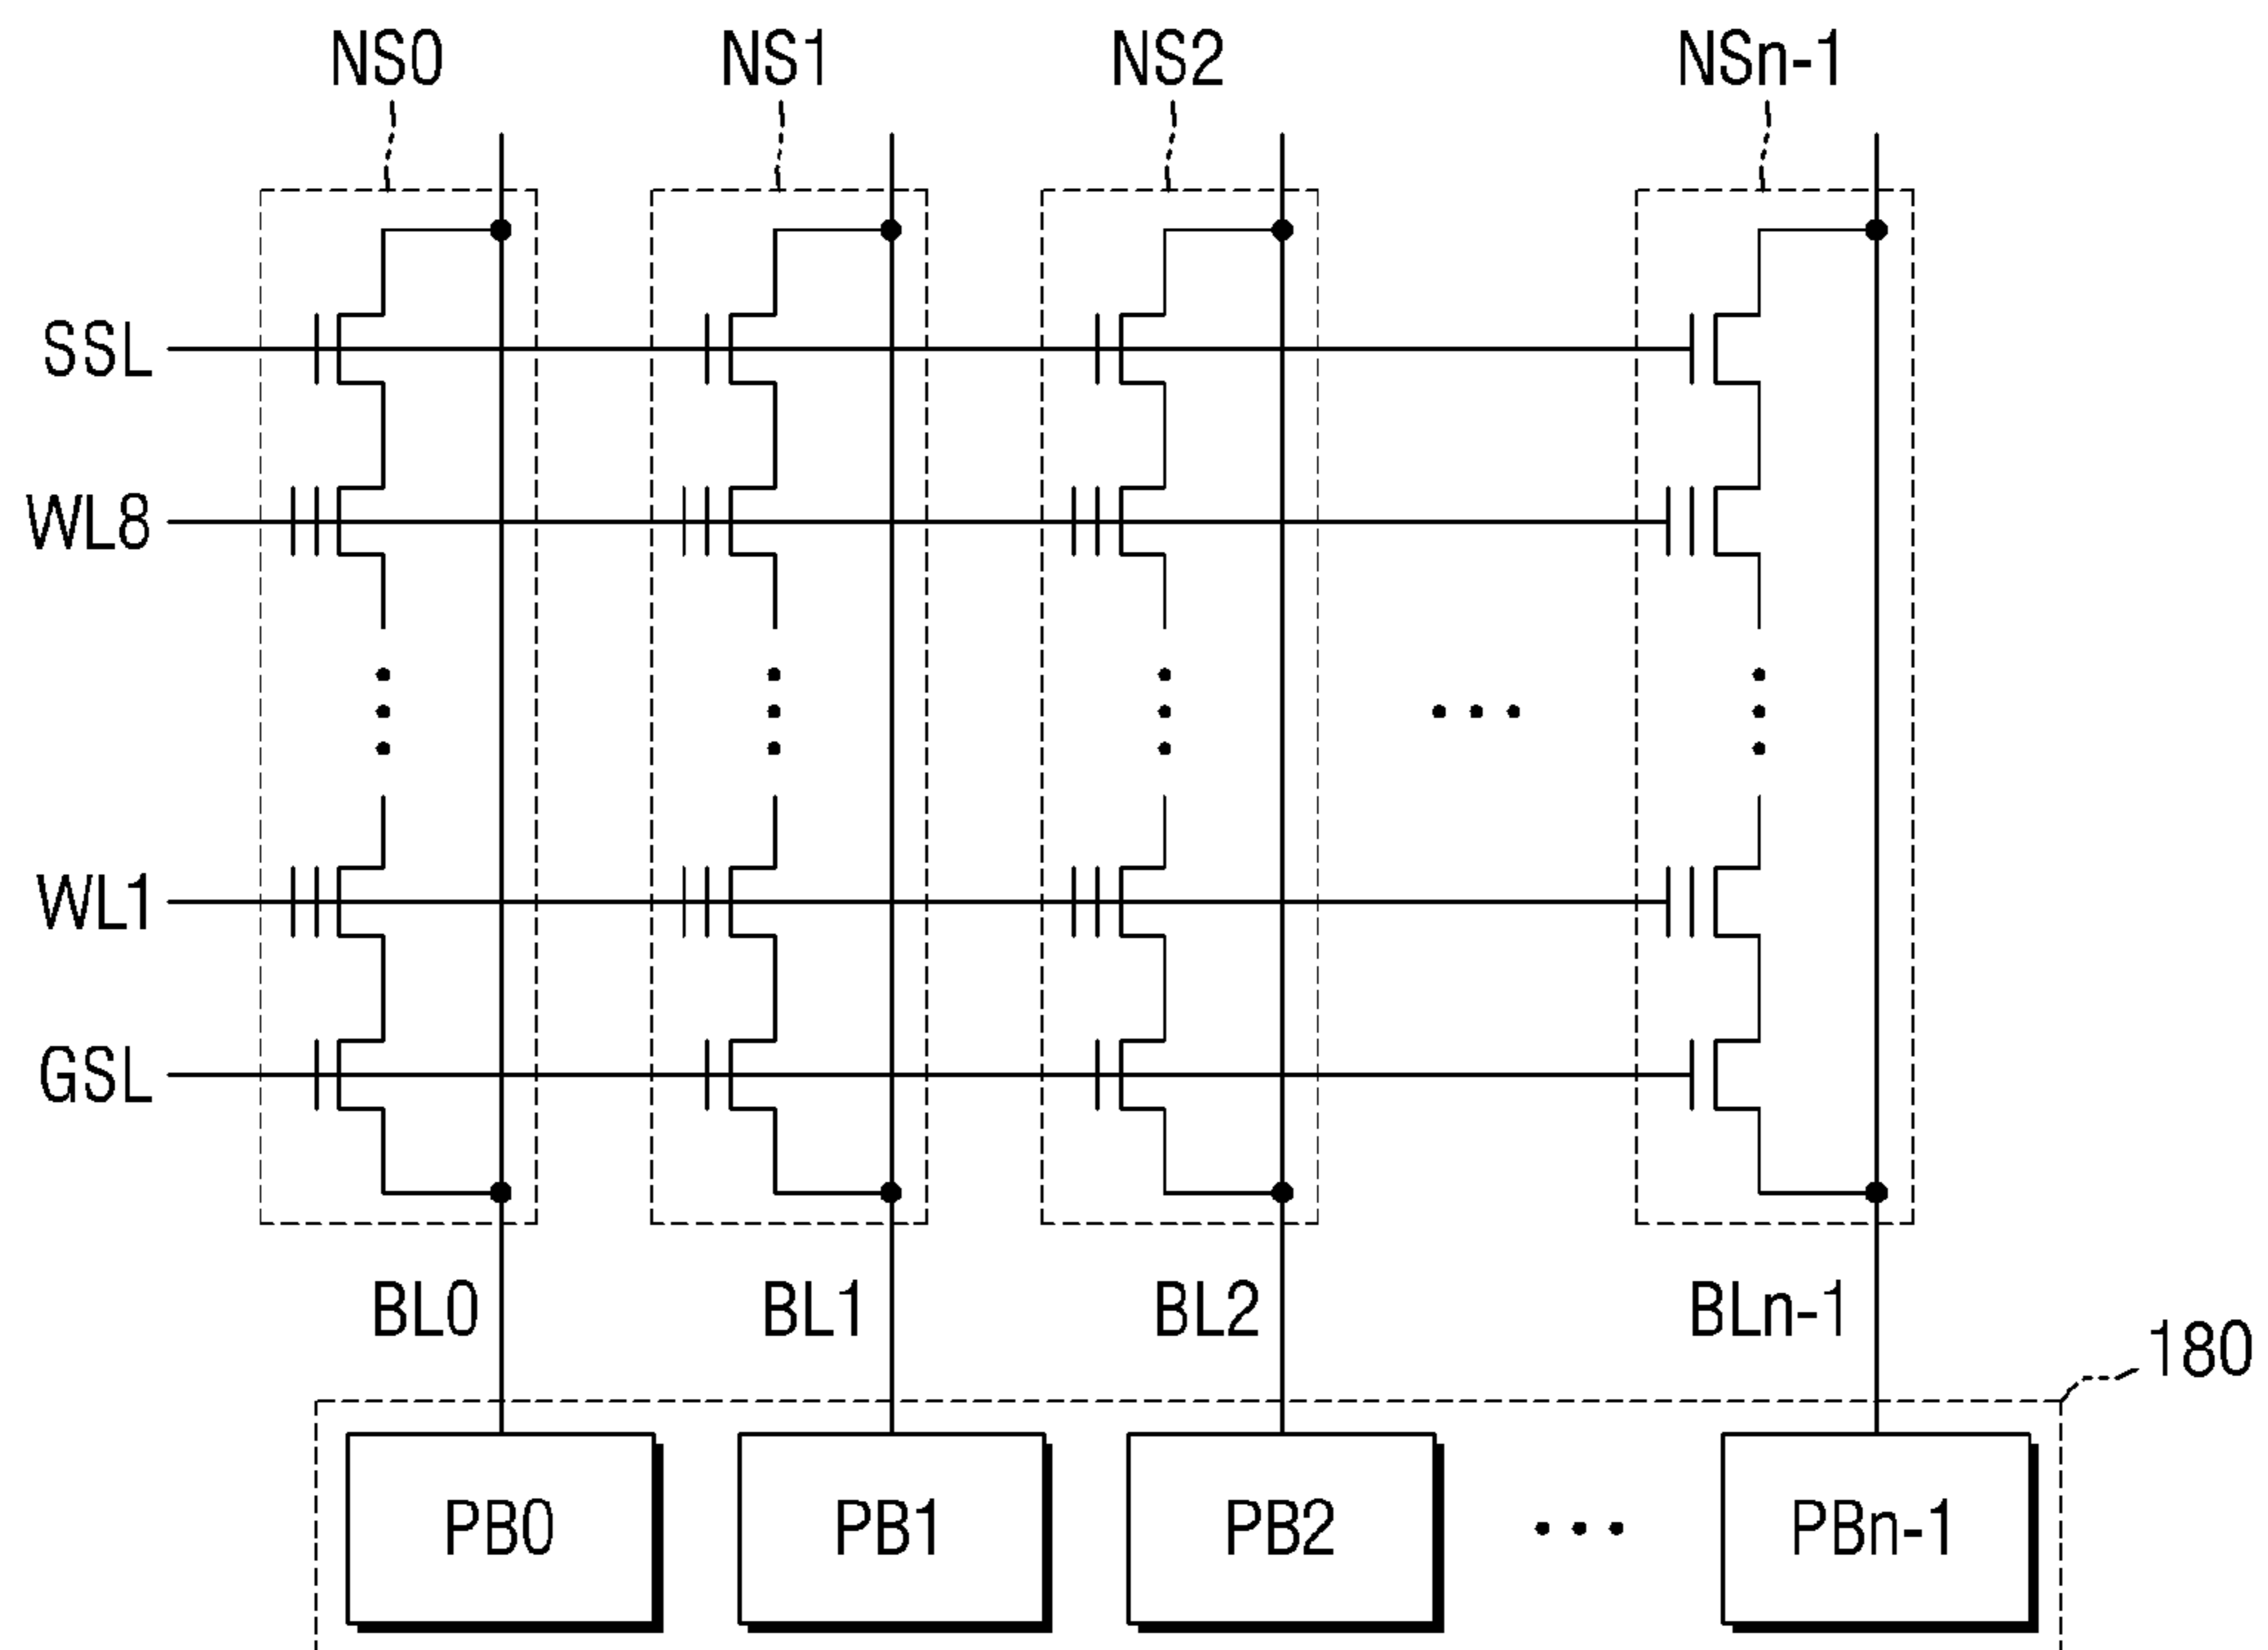 NS0 NS1 NS2 NSn-1
SSL
WL8
WL1
GSL
BL0 BL1 BL2 BLn-1
180
PB0 PB1 PB2 PBn-1